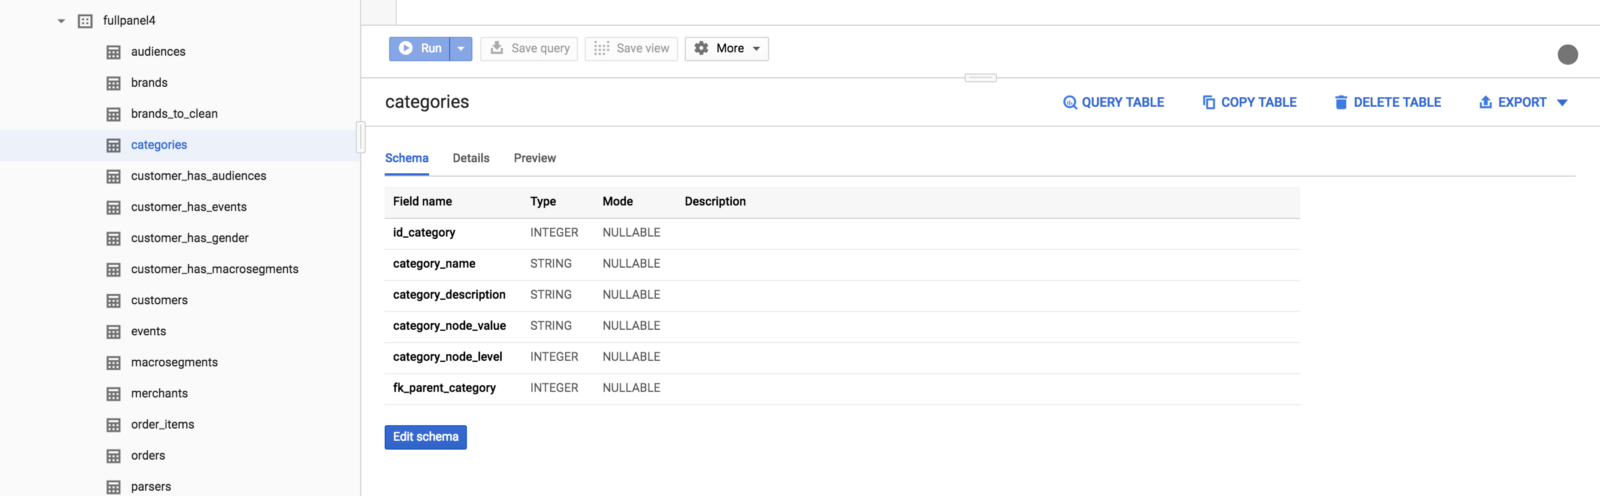 fullpanel4
audiences
brands
brands_to_clean
categories
customer_has_audiences
customer_has_events
customer_has_gender
customer_has_macrosegments
customers
events
macrosegments
merchants
order_items
orders
parsers
Run Save query Save view More
categories QUERY TABLE COPY TABLE DELETE TABLE EXPORT
Schema Details Preview
Field name Type Mode Description
id_category INTEGER NULLABLE
category_name STRING NULLABLE
category_description STRING NULLABLE
category_node_value STRING NULLABLE
category_node_level INTEGER NULLABLE
fk_parent_category INTEGER NULLABLE
Edit schema